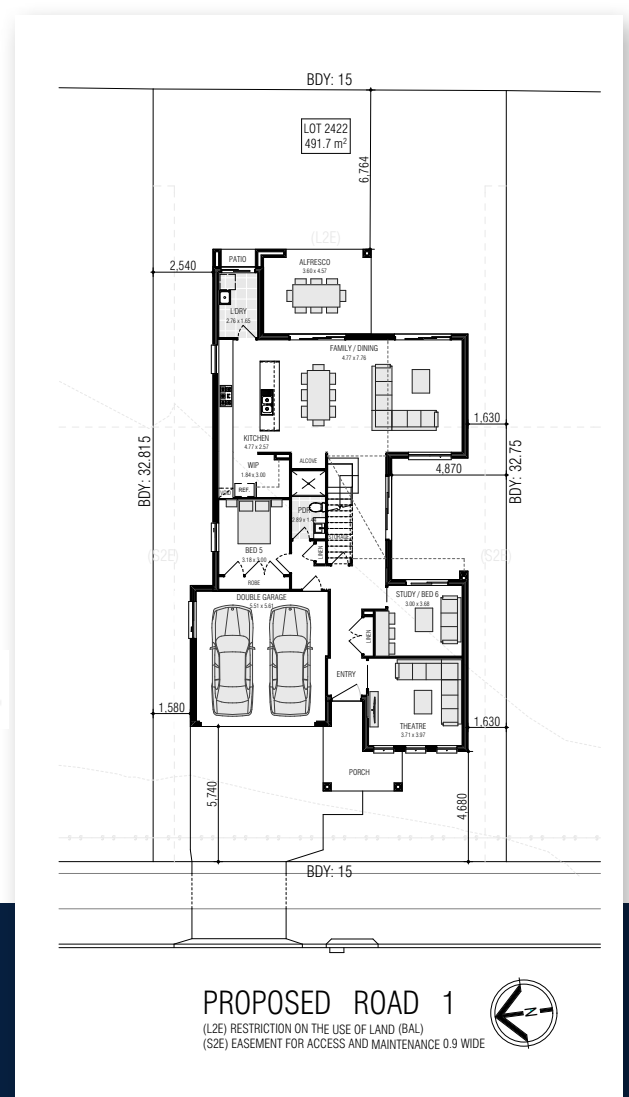 BDY: 15
LOT 2422
491.7 m²
6,764
(L2E)
PATIO
ALFRESCO
3.60 x 4.57
2,540
L'DRY
2.76 x 1.65
FAMILY / DINING
4.77 x 7.76
1,630
KITCHEN
4.77 x 2.57
ALCOVE
WIP
1.84 x 3.00
4,870
BDY: 32.815
BDY: 32.75
REF.
PDR
BED 5
3.18 x 3.00
LINEN
STORAGE
(S2E)
(S2E)
ROBE
DOUBLE GARAGE
5.51 x 5.61
STUDY / BED 6
3.00 x 3.68
LINEN
ENTRY
1,580
THEATRE
3.71 x 3.97
1,630
PORCH
5,740
4,680
BDY: 15
PROPOSED ROAD 1
N
(L2E) RESTRICTION ON THE USE OF LAND (BAL)
(S2E) EASEMENT FOR ACCESS AND MAINTENANCE 0.9 WIDE